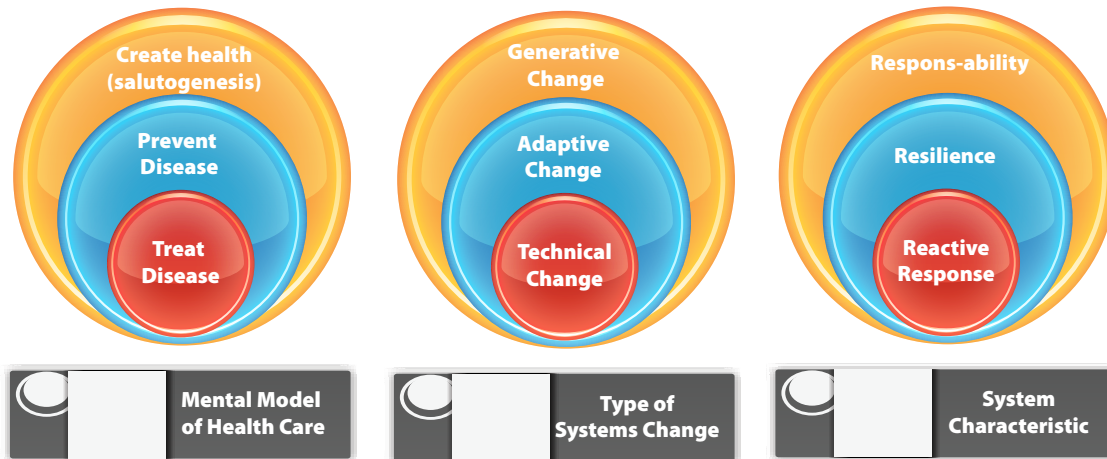 Create health
(salutogenesis)
Prevent
Disease
Treat
Disease
Mental Model
of Health Care
Generative
Change
Adaptive
Change
Technical
Change
Type of
Systems Change
Respons-ability
Resilience
Reactive
Response
System
Characteristic